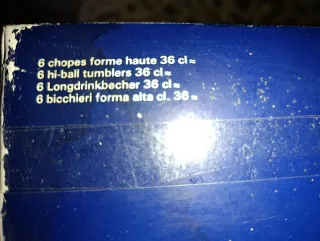 6 chopes forme haute 36 cl ≈
6 hi-ball tumblers 36 cl ≈
6 Longdrinkbecher 36 cl ≈
6 bicchieri forma alta cl. 36 ≈